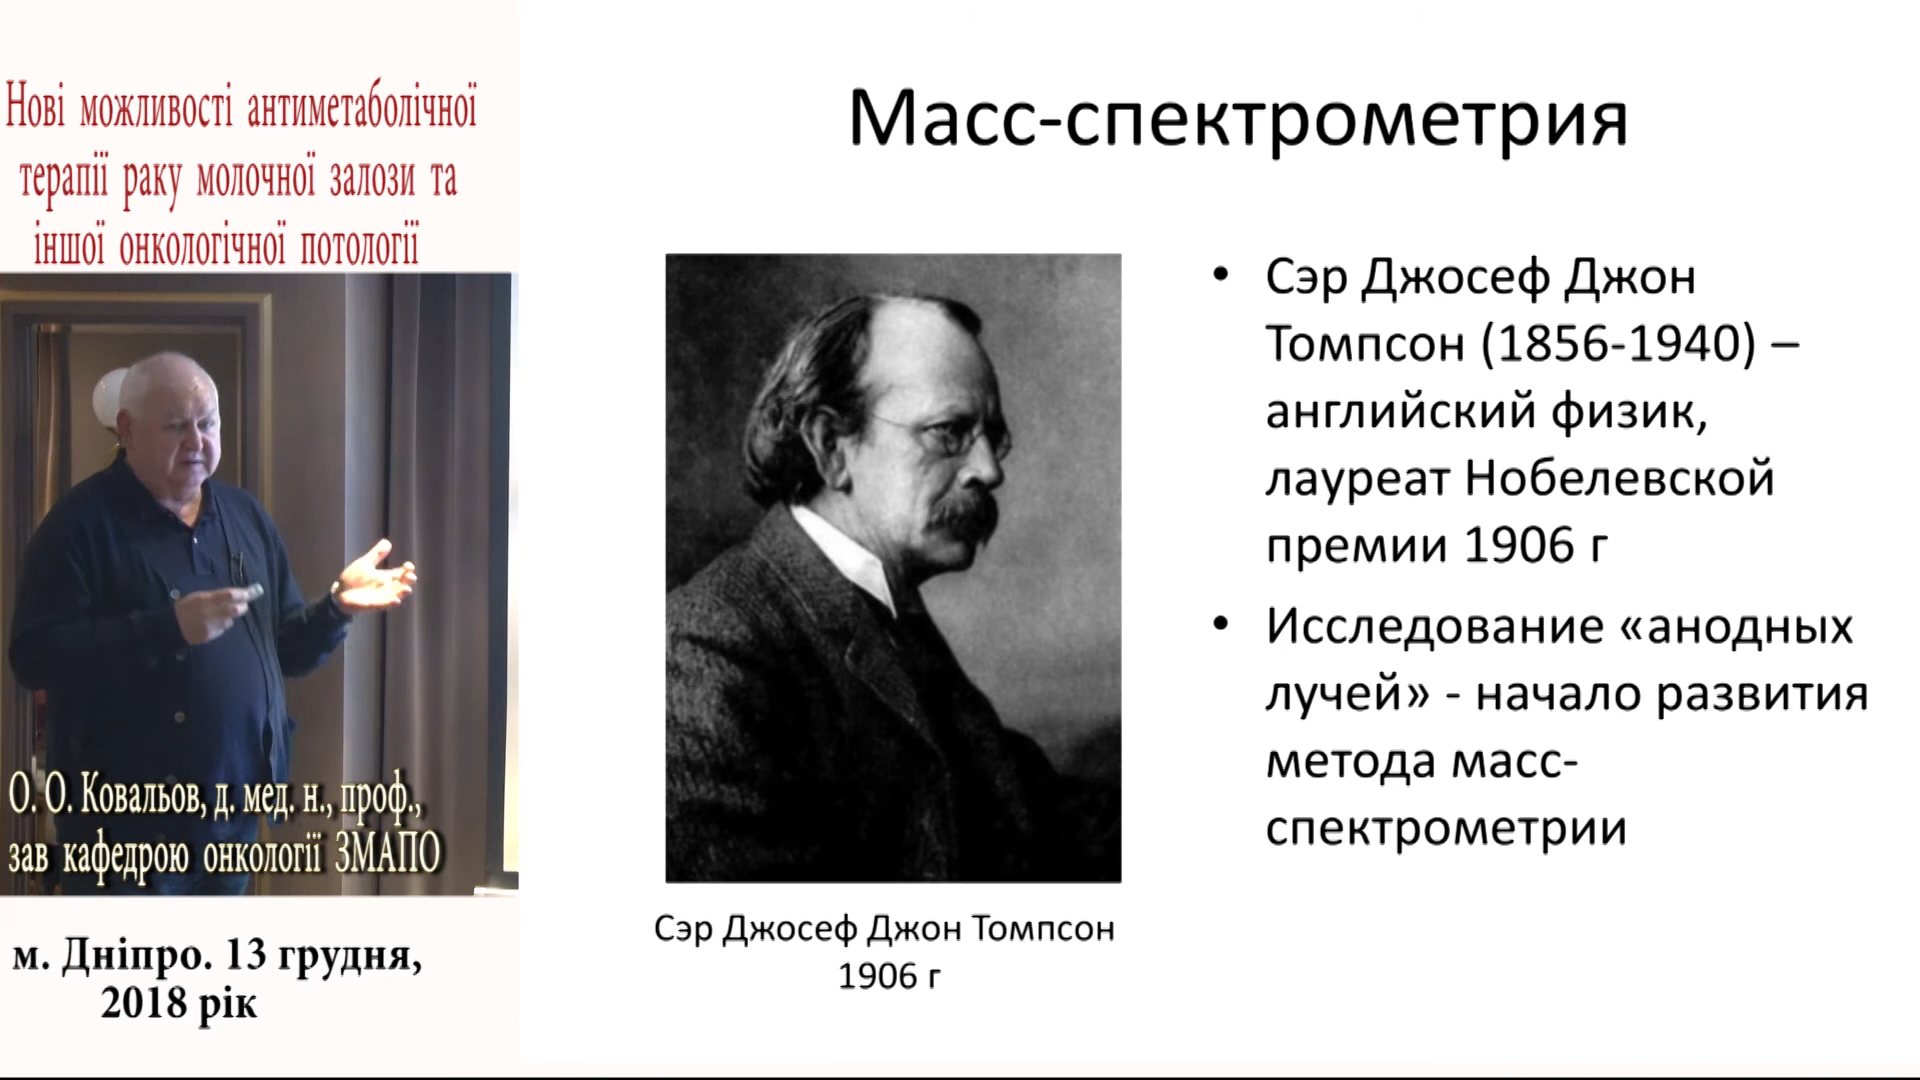 Нові можливості антиметаболічної
терапії раку молочної залози та
іншої онкологічної потології
О. О. Ковальов, д. мед. н., проф.,
зав кафедрою онкології ЗМАПО
м. Дніпро. 13 грудня,
2018 рік
Масс-спектрометрия
Сэр Джосеф Джон Томпсон
1906 г
• Сэр Джосеф Джон
Томпсон (1856-1940) –
английский физик,
лауреат Нобелевской
премии 1906 г
• Исследование «анодных
лучей» - начало развития
метода масс-
спектрометрии